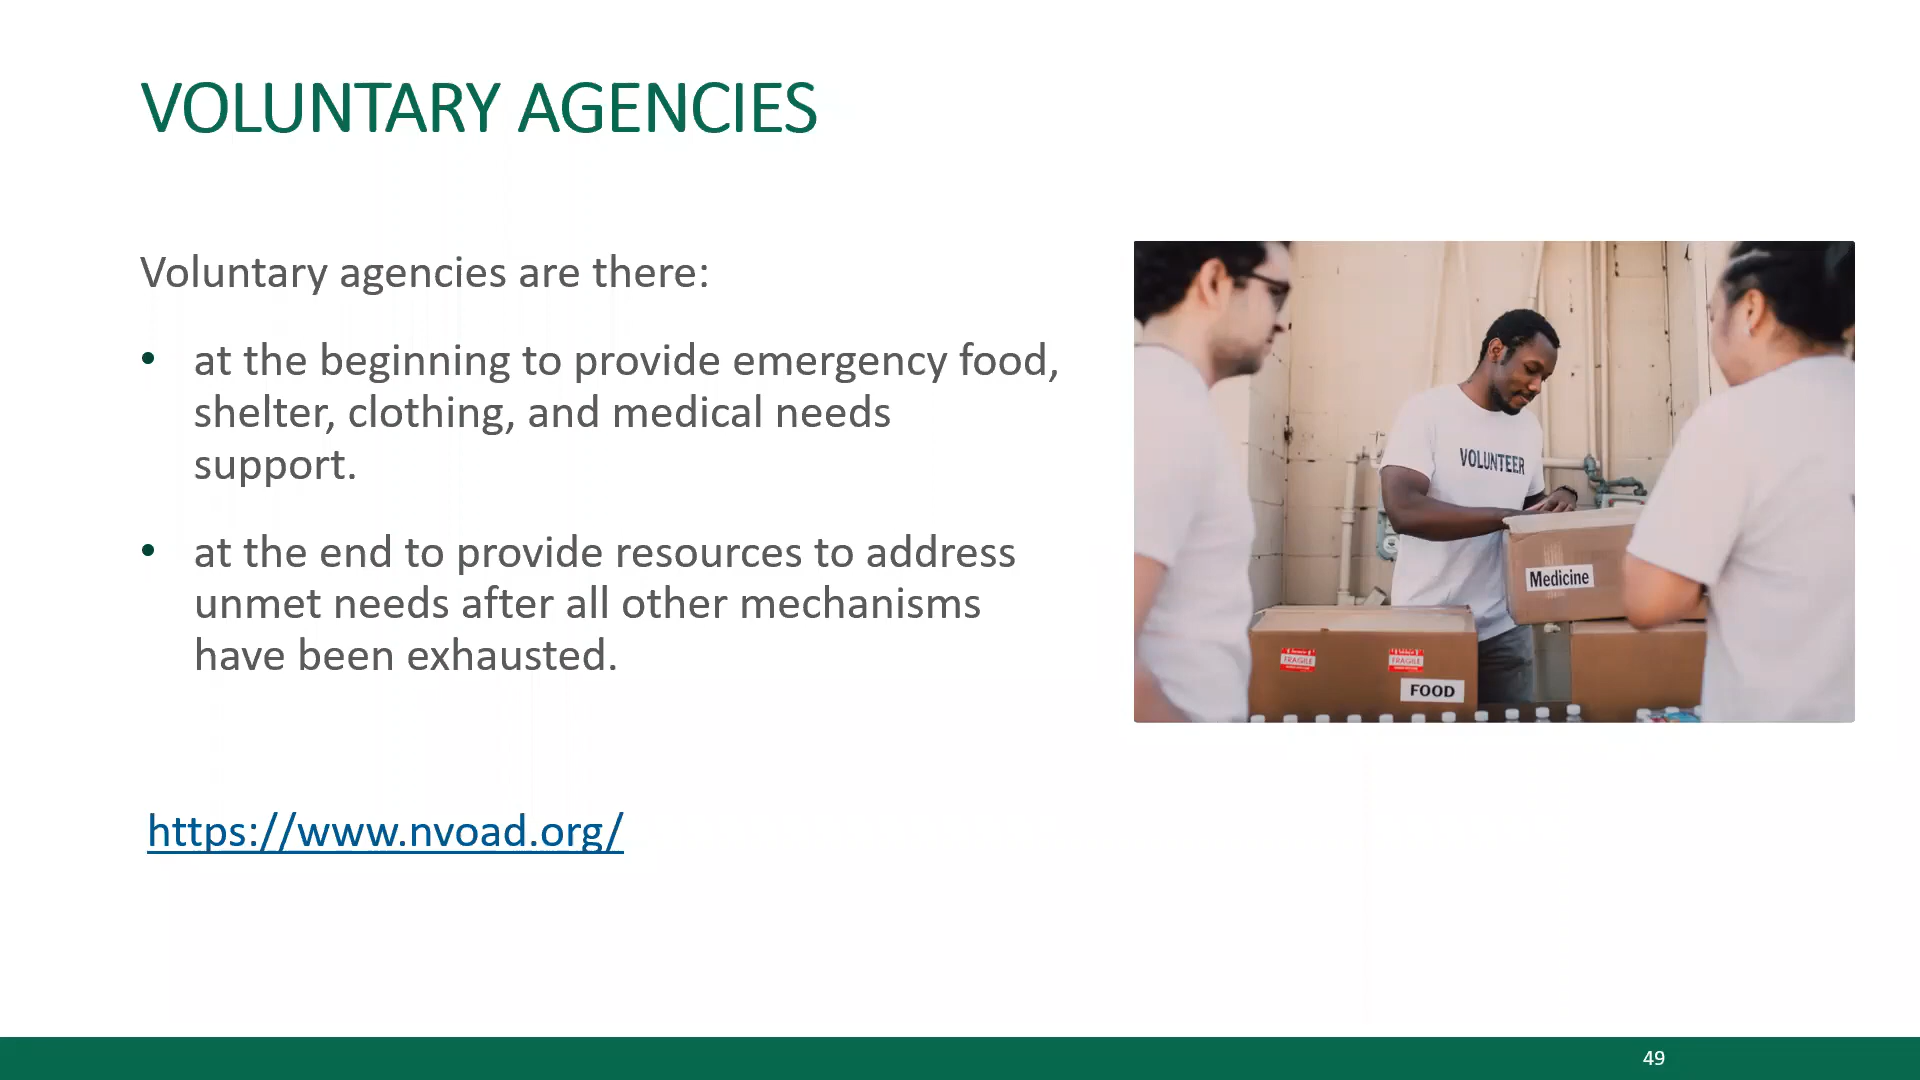 VOLUNTARY AGENCIES
Voluntary agencies are there:
• at the beginning to provide emergency food,
shelter, clothing, and medical needs
support.
• at the end to provide resources to address
unmet needs after all other mechanisms
have been exhausted.
https://www.nvoad.org/
VOLUNTEER
Medicine
FRAGILE
FRAGILE
FOOD
49